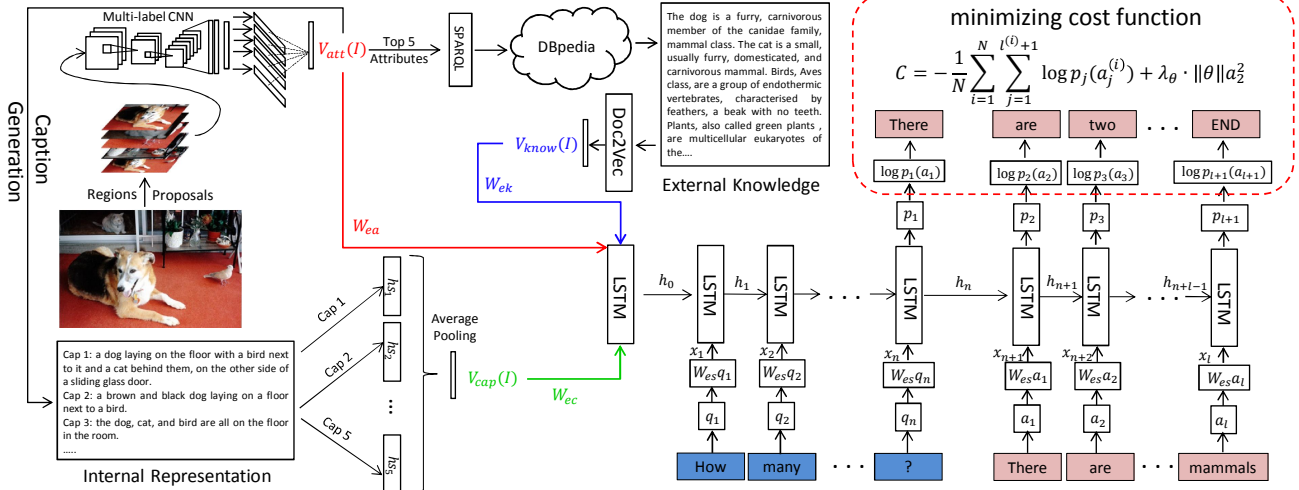 Multi-label CNN
V_att(I)
Top 5
Attributes
SPARQL
DBpedia
The dog is a furry, carnivorous
member of the canidae family,
mammal class. The cat is a small,
usually furry, domesticated, and
carnivorous mammal. Birds, Aves
class, are a group of endothermic
vertebrates, characterised by
feathers, a beak with no teeth.
Plants, also called green plants ,
are multicellular eukaryotes of
the....
External Knowledge
Doc2Vec
V_know(I)
W_ek
W_ea
Caption
Generation
Regions Proposals
Cap 1: a dog laying on the floor with a bird next
to it and a cat behind them, on the other side of
a sliding glass door.
Cap 2: a brown and black dog laying on a floor
next to a bird.
Cap 3: the dog, cat, and bird are all on the floor
in the room.
.....
Internal Representation
Cap 1
Cap 2
Cap 5
hs_1
hs_2
...
hs_5
Average
Pooling
V_cap(I)
W_ec
LSTM
h_0
LSTM
h_1
LSTM
. . .
LSTM
h_n
LSTM
h_{n+1}
LSTM
. . .
h_{n+l-1}
LSTM
minimizing cost function
C = -\frac{1}{N} \sum_{i=1}^{N} \sum_{j=1}^{l^{(i)}+1} \log p_j(a_j^{(i)}) + λ_θ · ‖θ‖a_2^2
There are two . . . END
log p_1(a_1) log p_2(a_2) log p_3(a_3) log p_{l+1}(a_{l+1})
p_1 p_2 p_3 p_{l+1}
x_1 x_2 x_n x_{n+1} x_{n+2} x_l
W_es q_1 W_es q_2 W_es q_n W_es a_1 W_es a_2 W_es a_l
q_1 q_2 q_n a_1 a_2 a_l
How many . . . ? There are . . . mammals